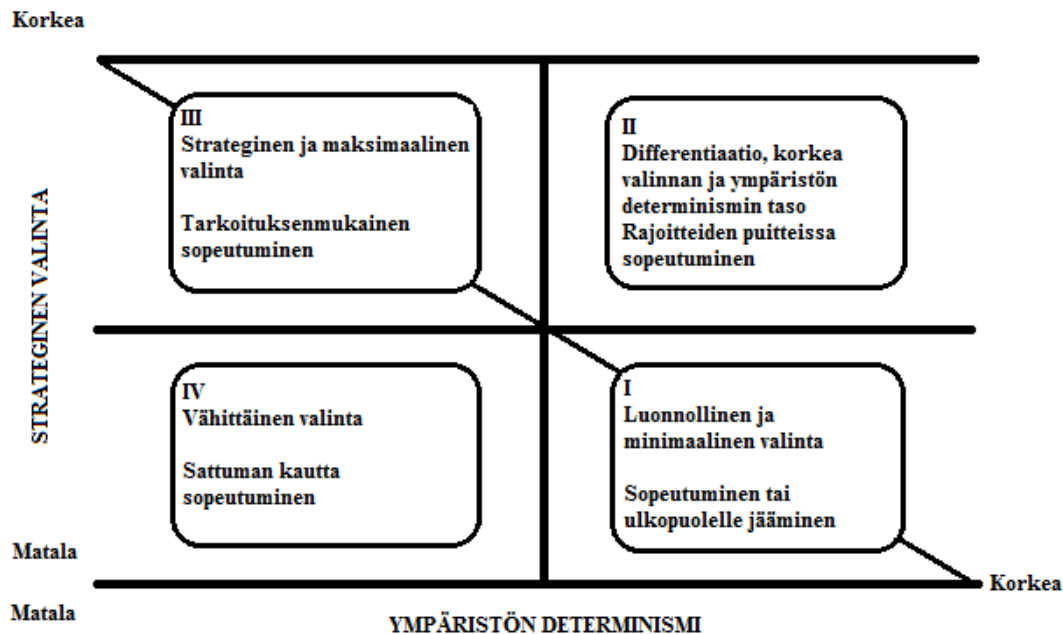 Korkea
III
Strateginen ja maksimaalinen
valinta
Tarkoituksenmukainen
sopeutuminen
II
Differentiaatio, korkea
valinnan ja ympäristön
determinismin taso
Rajoitteiden puitteissa
sopeutuminen
STRATEGINEN VALINTA
IV
Vähittäinen valinta
Sattuman kautta
sopeutuminen
I
Luonnollinen ja
minimaalinen valinta
Sopeutuminen tai
ulkopuolelle jääminen
Matala
Korkea
Matala
YMPÄRISTÖN DETERMINISMI